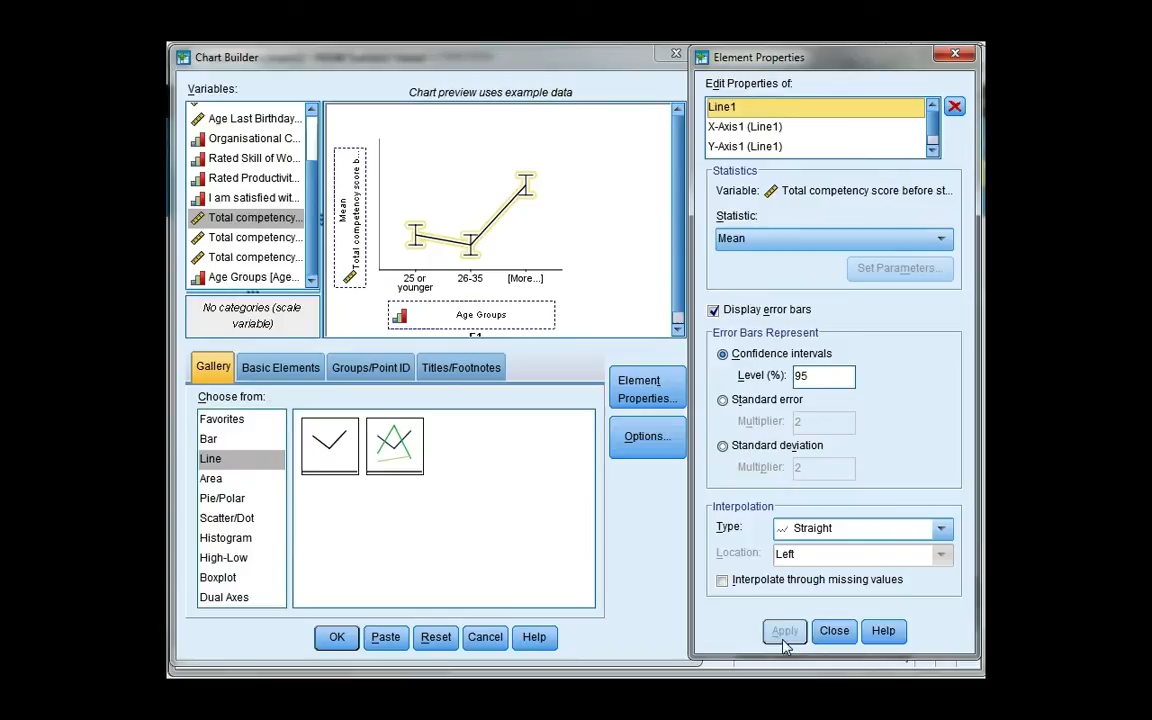 Chart Builder
Variables:
Age Last Birthday...
Organisational C...
Rated Skill of Wo...
Rated Productivit...
I am satisfied wit...
Total competency...
Total competency...
Total competency...
Age Groups [Age...
No categories (scale
variable)
Chart preview uses example data
Mean
Total competency score b...
25 or
younger
26-35
[More...]
Age Groups
Gallery
Basic Elements
Groups/Point ID
Titles/Footnotes
Choose from:
Favorites
Bar
Line
Area
Pie/Polar
Scatter/Dot
Histogram
High-Low
Boxplot
Dual Axes
Element
Properties...
Options...
OK
Paste
Reset
Cancel
Help
Element Properties
Edit Properties of:
Line1
X-Axis1 (Line1)
Y-Axis1 (Line1)
Statistics
Variable: Total competency score before st...
Statistic:
Mean
Set Parameters...
Display error bars
Error Bars Represent
Confidence intervals
Level (%): 95
Standard error
Multiplier: 2
Standard deviation
Multiplier: 2
Interpolation
Type: Straight
Location: Left
Interpolate through missing values
Apply
Close
Help